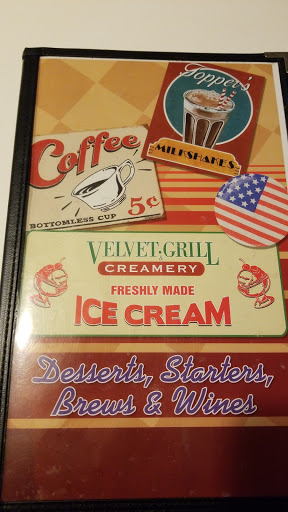 Topper's
MILKSHAKES
Coffee
BOTTOMLESS CUP 5¢
VELVET GRILL
& CREAMERY
FRESHLY MADE
ICE CREAM
Desserts, Starters,
Brews & Wines